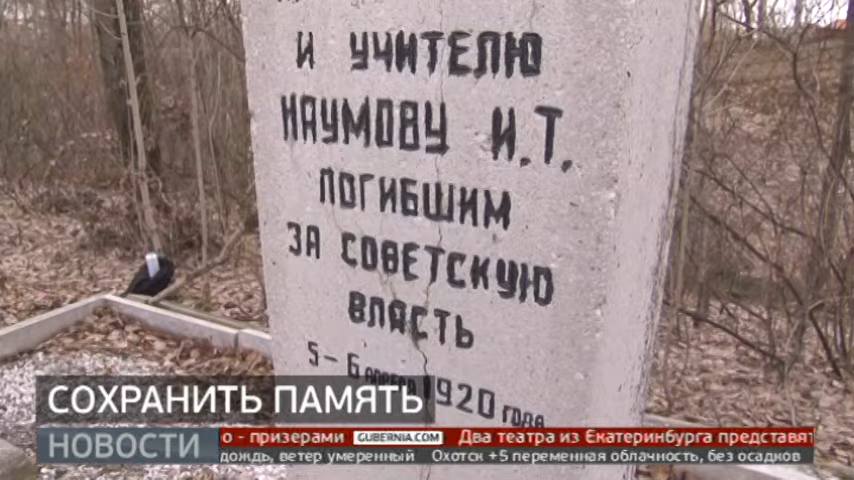 И УЧИТЕЛЮ
НАУМОВУ И.Т.
ПОГИБШИМ
ЗА СОВЕТСКУЮ
ВЛАСТЬ
5-6 АПРЕЛЯ 1920 ГОДА
СОХРАНИТЬ ПАМЯТЬ
НОВОСТИ
о - призерами GUBERNIA.COM Два театра из Екатеринбурга представят
дождь, ветер умеренный Охотск +5 переменная облачность, без осадков